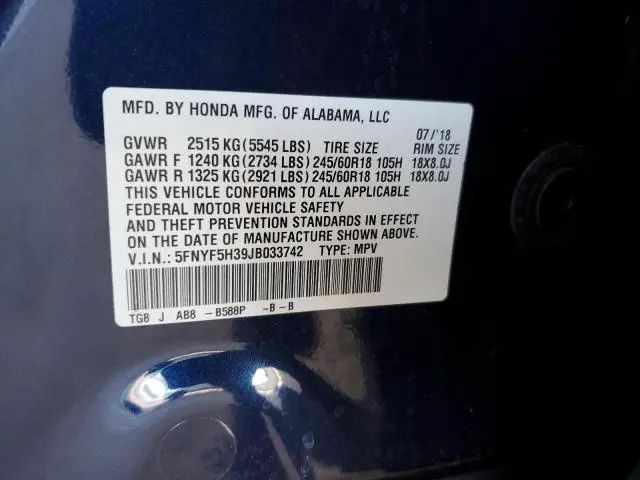 MFD. BY HONDA MFG. OF ALABAMA, LLC
07/'18
GVWR 2515 KG (5545 LBS) TIRE SIZE RIM SIZE
GAWR F 1240 KG (2734 LBS) 245/60R18 105H 18X8.0J
GAWR R 1325 KG (2921 LBS) 245/60R18 105H 18X8.0J
THIS VEHICLE CONFORMS TO ALL APPLICABLE
FEDERAL MOTOR VEHICLE SAFETY
AND THEFT PREVENTION STANDARDS IN EFFECT
ON THE DATE OF MANUFACTURE SHOWN ABOVE.
V.I.N.: 5FNYF5H39JB033742 TYPE: MPV
TG8 J AB8 -B588P -B-B